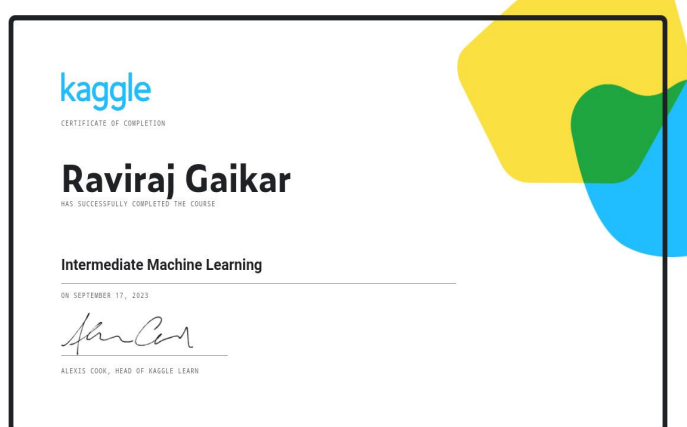 kaggle
CERTIFICATE OF COMPLETION
Raviraj Gaikar
HAS SUCCESSFULLY COMPLETED THE COURSE
Intermediate Machine Learning
ON SEPTEMBER 17, 2023
ALEXIS COOK, HEAD OF KAGGLE LEARN